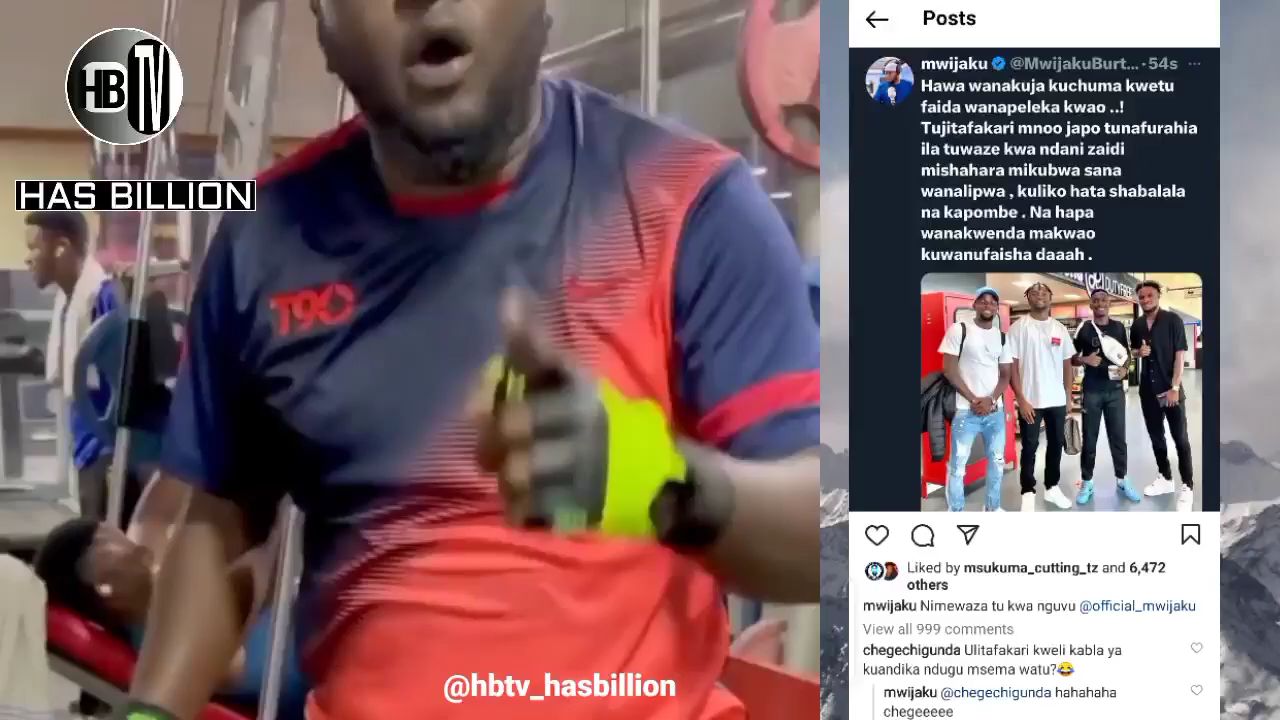 HBTV
HAS BILLION
T90
@hbtv_hasbillion
Posts
mwijaku @MwijakuBurt... · 54s ...
Hawa wanakuja kuchuma kwetu
faida wanapeleka kwao ..!
Tujitafakari mnoo japo tunafurahia
ila tuwaze kwa ndani zaidi
mishahara mikubwa sana
wanalipwa , kuliko hata shabalala
na kapombe . Na hapa
wanakwenda makwao
kuwanufaisha daaah .
DUTY FREE
Liked by msukuma_cutting_tz and 6,472
others
mwijaku Nimewaza tu kwa nguvu @official_mwijaku
View all 999 comments
chegechigunda Ulitafakari kweli kabla ya
kuandika ndugu msema watu?😂
mwijaku @chegechigunda hahahaha
chegeeeee